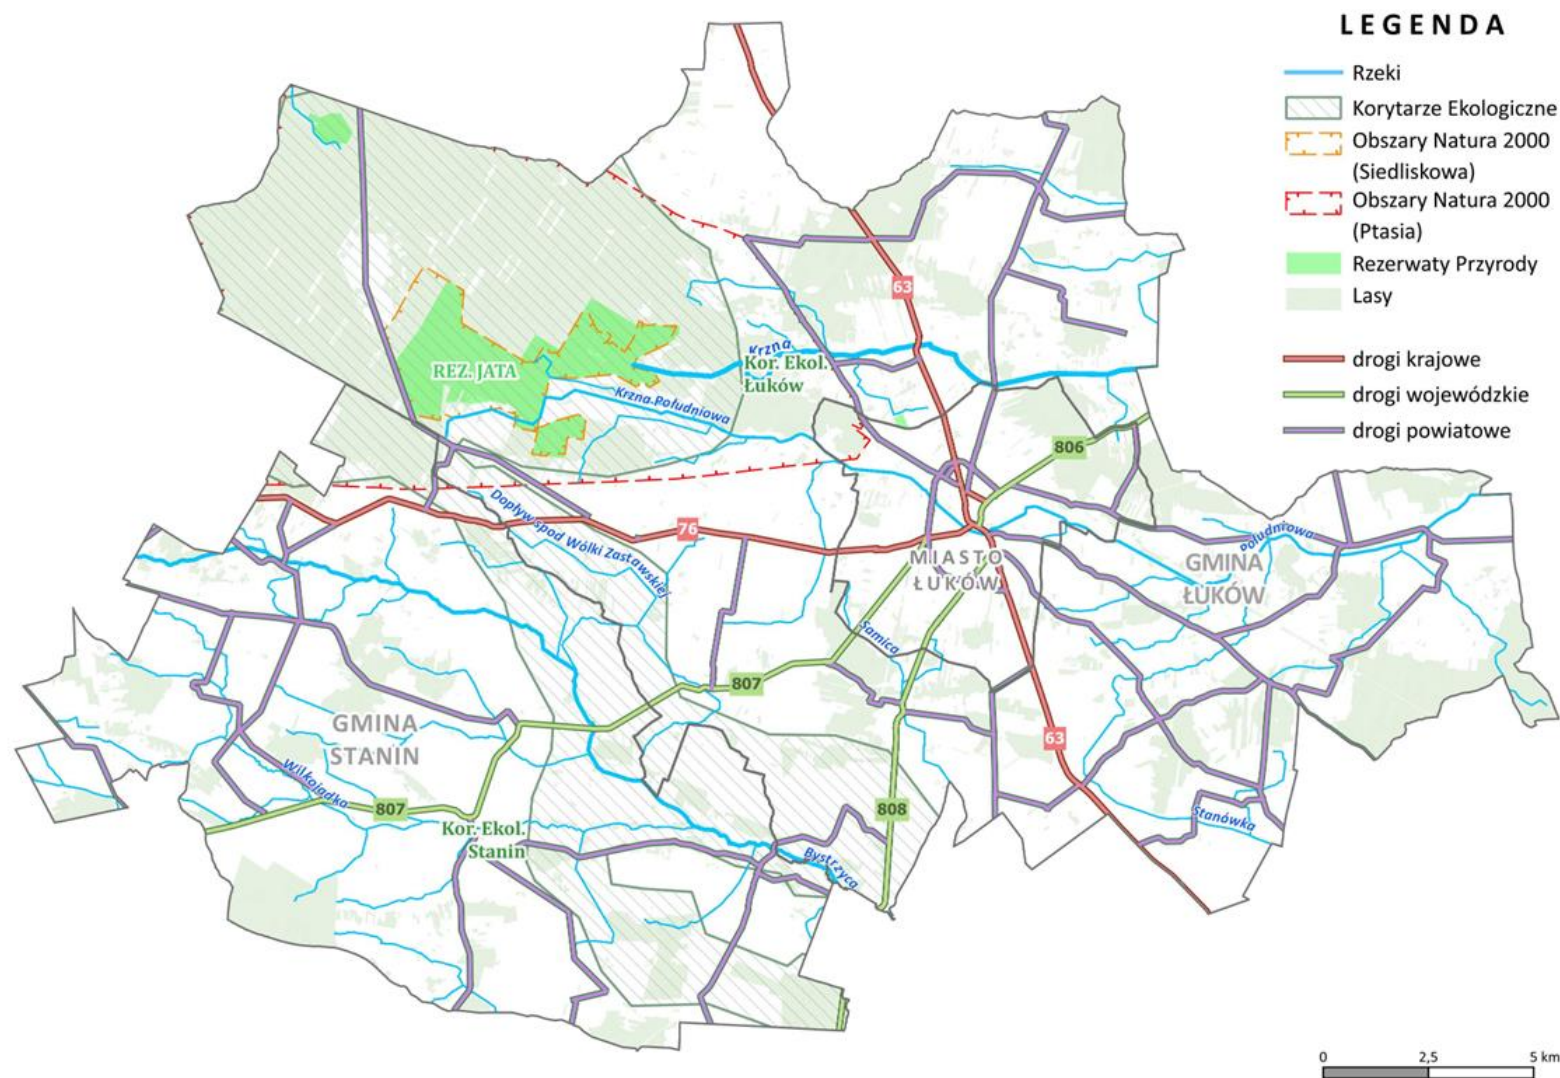 LEGENDA
Rzeki
Korytarze Ekologiczne
Obszary Natura 2000
(Siedliskowa)
Obszary Natura 2000
(Ptasia)
Rezerwaty Przyrody
Lasy
drogi krajowe
drogi wojewódzkie
drogi powiatowe
63
Krzna
Kor. Ekol.
Łuków
REZ. JATA
Krzna Południowa
806
Dopływ spod Wólki Zastawskiej
76
MIASTO
ŁUKÓW
Południowa
GMINA
ŁUKÓW
Samica
807
GMINA
STANIN
63
Wilkojadka
807
808
Stanówka
Kor. Ekol.
Stanin
Bystrzyca
0 2,5 5 km